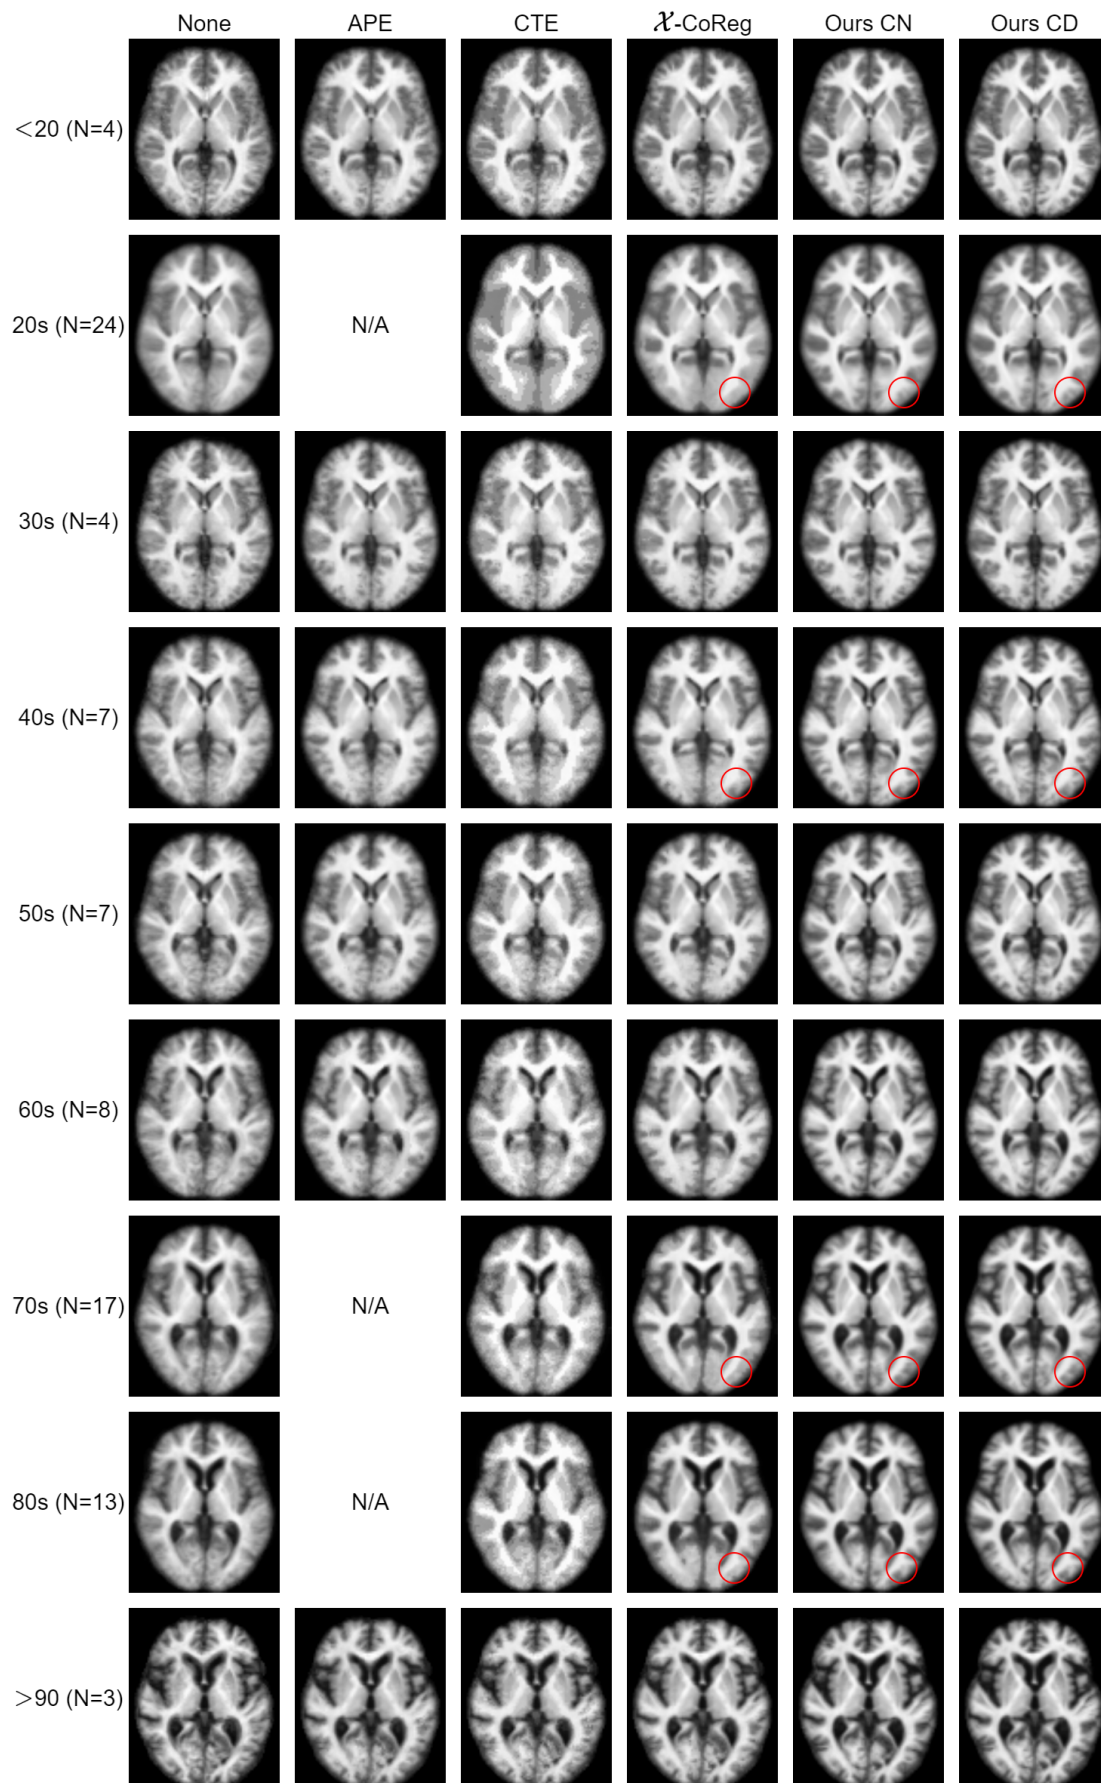 None APE CTE 𝒳-CoReg Ours CN Ours CD
<20 (N=4)
20s (N=24) N/A
30s (N=4)
40s (N=7)
50s (N=7)
60s (N=8)
70s (N=17) N/A
80s (N=13) N/A
>90 (N=3)